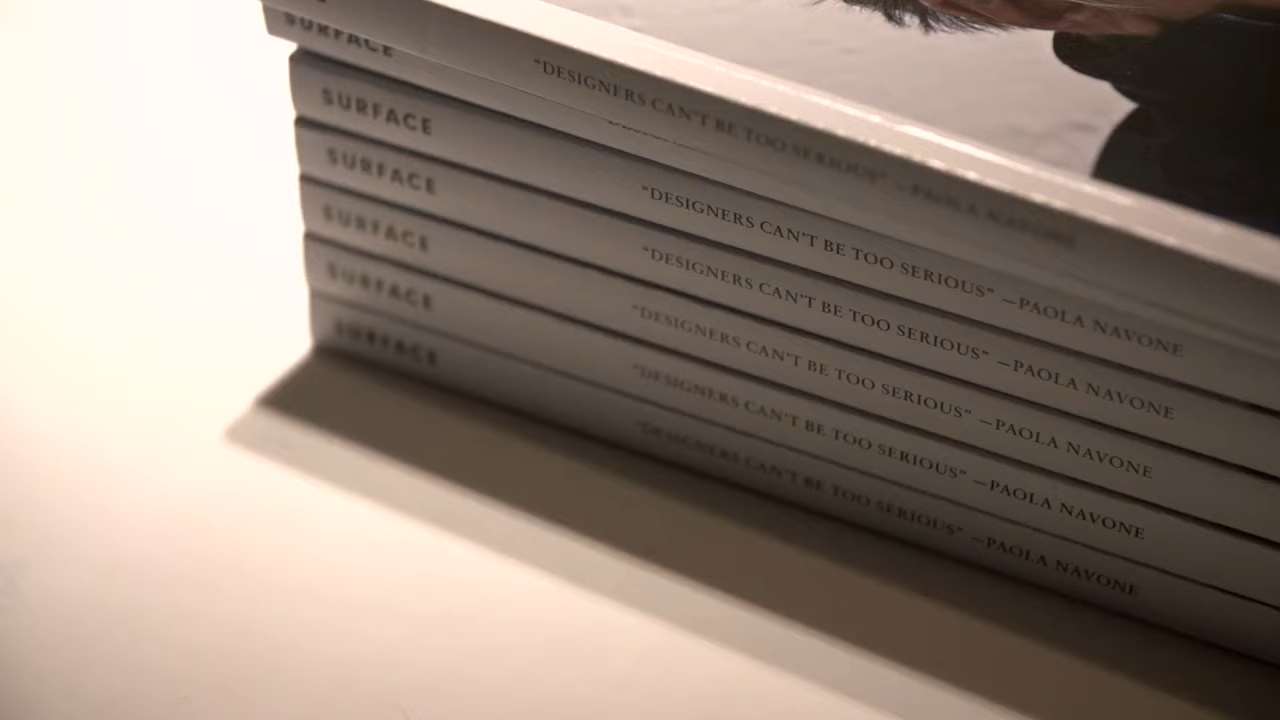 "DESIGNERS CAN'T BE TOO SERIOUS" —PAOLA NAVONE
SURFACE
SURFACE "DESIGNERS CAN'T BE TOO SERIOUS" —PAOLA NAVONE
SURFACE "DESIGNERS CAN'T BE TOO SERIOUS" —PAOLA NAVONE
SURFACE "DESIGNERS CAN'T BE TOO SERIOUS" —PAOLA NAVONE
SURFACE "DESIGNERS CAN'T BE TOO SERIOUS" —PAOLA NAVONE
SURFACE "DESIGNERS CAN'T BE TOO SERIOUS" —PAOLA NAVONE